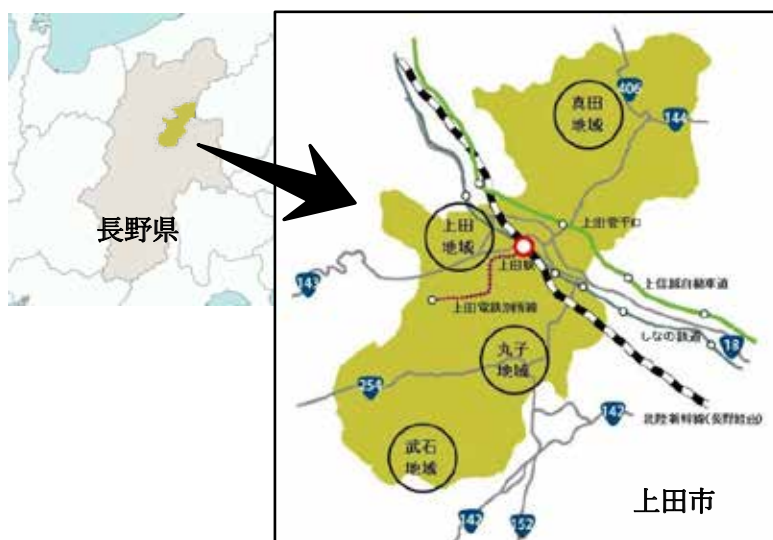 長野県
真田
地域
406
144
上田
地域
上田菅平IC
上田駅
143
上田電鉄別所線
上信越自動車道
しなの鉄道
18
丸子
地域
254
142
北陸新幹線(長野経由)
武石
地域
142
152
上田市